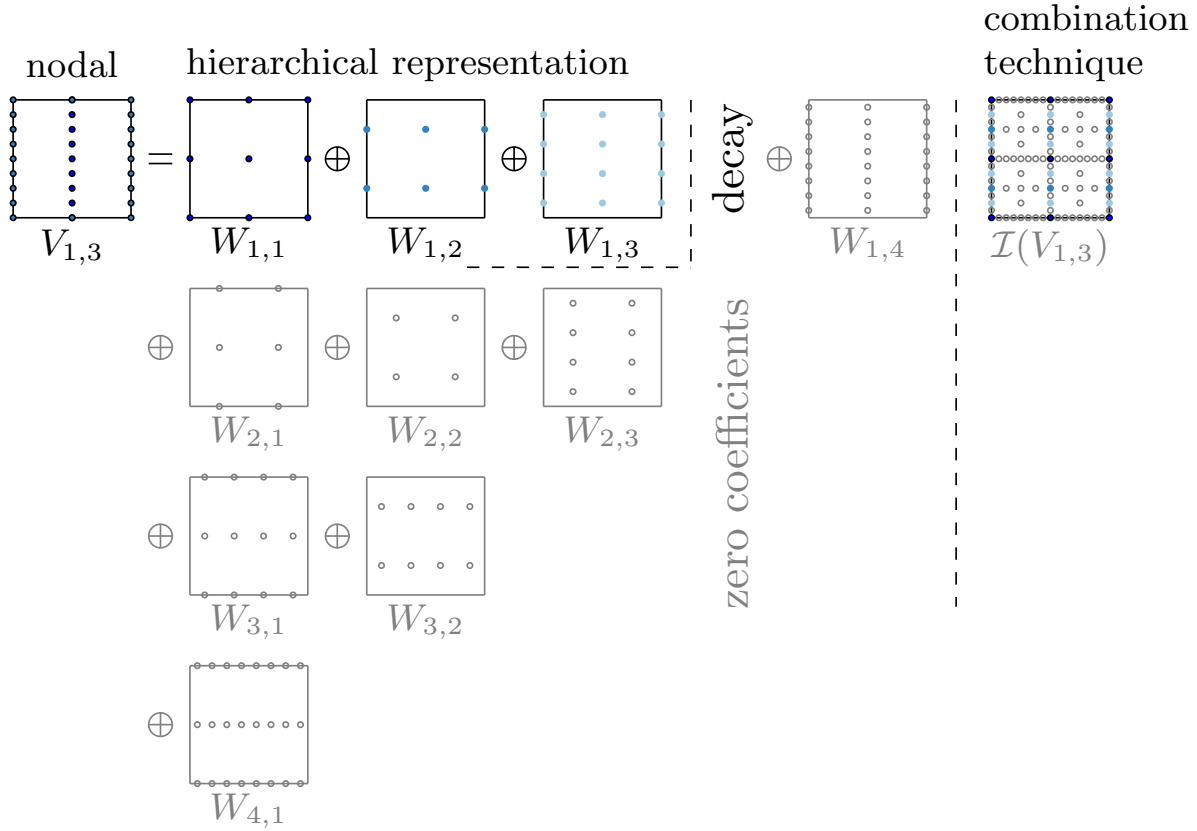 combination
technique
nodal hierarchical representation
= ⊕ ⊕ decay ⊕
V_{1,3} W_{1,1} W_{1,2} W_{1,3} W_{1,4} \mathcal{I}(V_{1,3})
⊕ ⊕ ⊕ zero coefficients
W_{2,1} W_{2,2} W_{2,3}
⊕ ⊕
W_{3,1} W_{3,2}
⊕
W_{4,1}